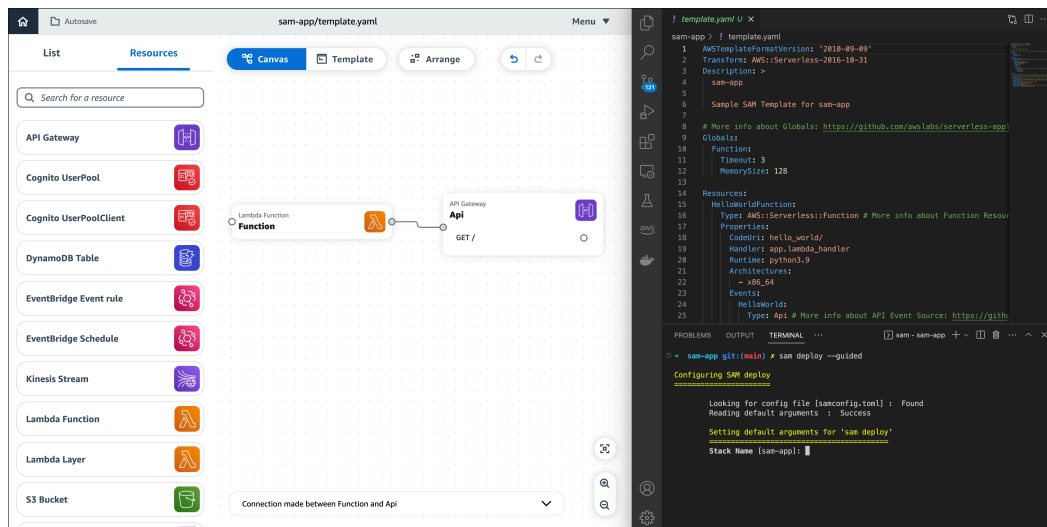 Autosave
sam-app/template.yaml
Menu ▼
List
Resources
Canvas
Template
Arrange
Search for a resource
API Gateway
Cognito UserPool
Cognito UserPoolClient
DynamoDB Table
EventBridge Event rule
EventBridge Schedule
Kinesis Stream
Lambda Function
Lambda Layer
S3 Bucket
Lambda Function
Function
API Gateway
Api
GET /
Connection made between Function and Api
121
aws
! template.yaml U ×
sam-app > ! template.yaml
1 AWSTemplateFormatVersion: '2010-09-09'
2 Transform: AWS::Serverless-2016-10-31
3 Description: >
4 sam-app
5
6 Sample SAM Template for sam-app
7
8 # More info about Globals: https://github.com/awslabs/serverless-appl
9 Globals:
10 Function:
11 Timeout: 3
12 MemorySize: 128
13
14 Resources:
15 HelloWorldFunction:
16 Type: AWS::Serverless::Function # More info about Function Resour
17 Properties:
18 CodeUri: hello_world/
19 Handler: app.lambda_handler
20 Runtime: python3.9
21 Architectures:
22 - x86_64
23 Events:
24 HelloWorld:
25 Type: Api # More info about API Event Source: https://githu
PROBLEMS OUTPUT TERMINAL ··· sam - sam-app
→ sam-app git:(main) ✗ sam deploy --guided
Configuring SAM deploy
======================
Looking for config file [samconfig.toml] : Found
Reading default arguments : Success
Setting default arguments for 'sam deploy'
=========================================
Stack Name [sam-app]: